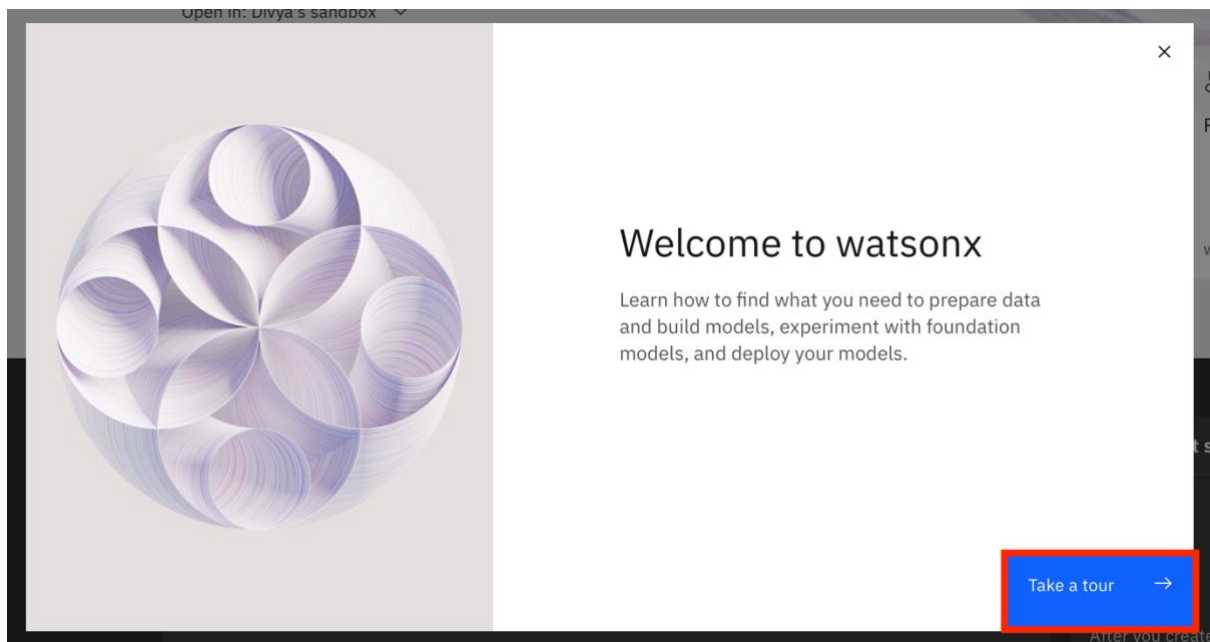 Open in: Divya's sandbox
Welcome to watsonx
Learn how to find what you need to prepare data
and build models, experiment with foundation
models, and deploy your models.
Take a tour
After you create